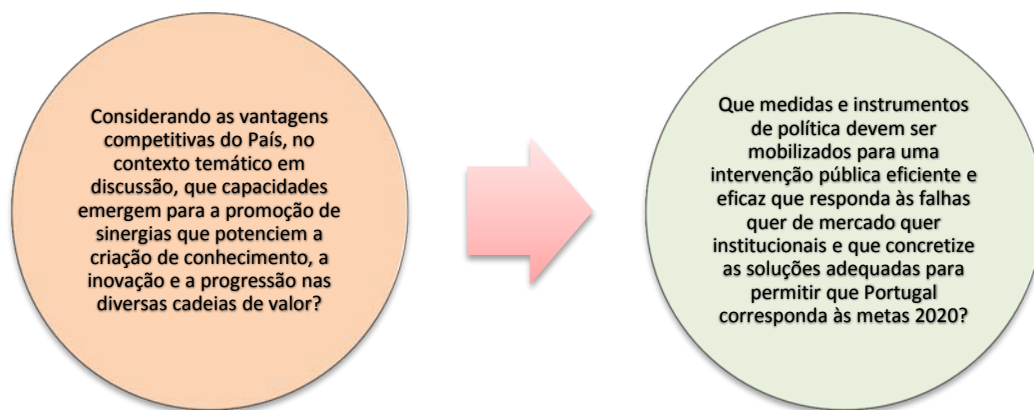 Considerando as vantagens
competitivas do País, no
contexto temático em
discussão, que capacidades
emergem para a promoção de
sinergias que potenciem a
criação de conhecimento, a
inovação e a progressão nas
diversas cadeias de valor?
Que medidas e instrumentos
de política devem ser
mobilizados para uma
intervenção pública eficiente e
eficaz que responda às falhas
quer de mercado quer
institucionais e que concretize
as soluções adequadas para
permitir que Portugal
corresponda às metas 2020?